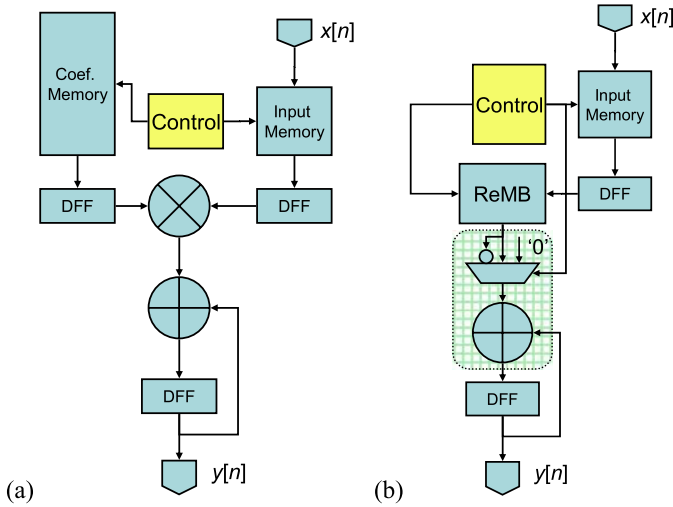 x[n]
Coef.
Memory
Control
Input
Memory
DFF
DFF
DFF
y[n]
(a)
x[n]
Control
Input
Memory
ReMB
DFF
'0'
DFF
y[n]
(b)